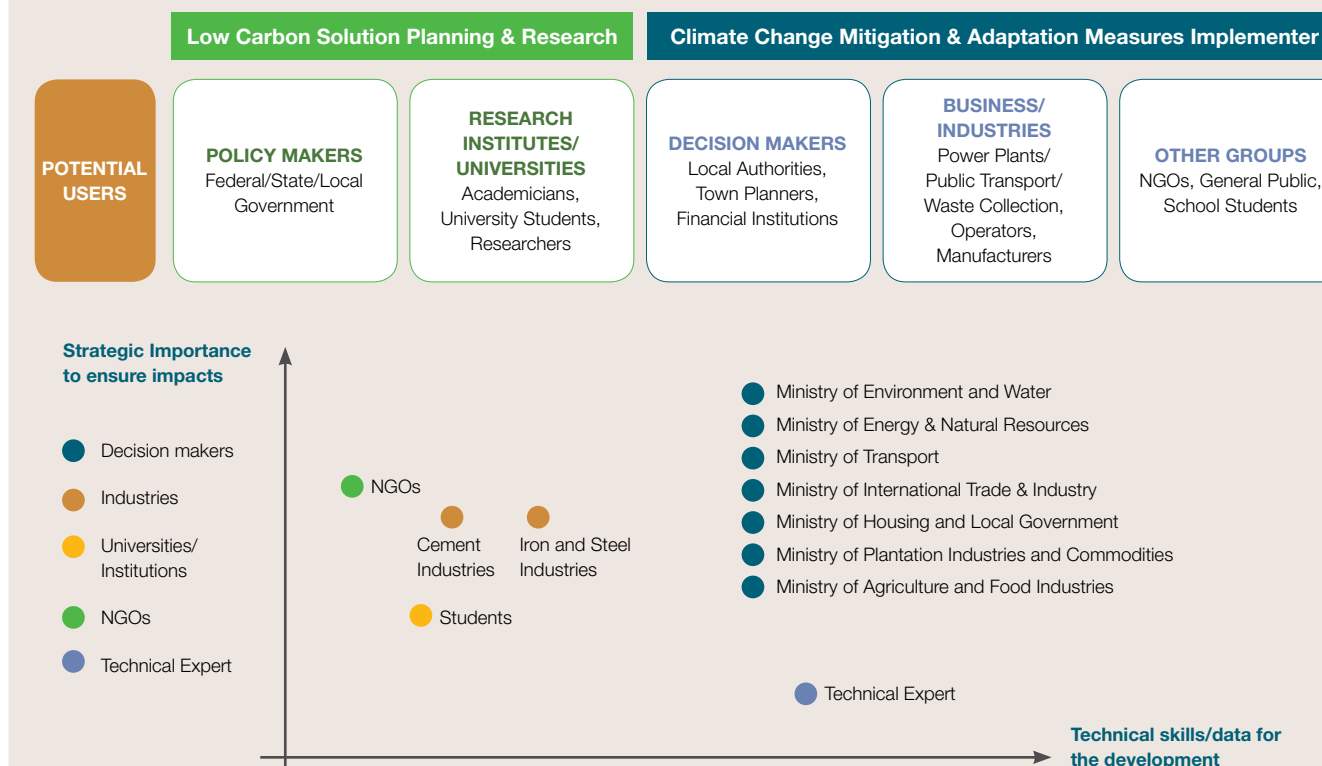 Low Carbon Solution Planning & Research
Climate Change Mitigation & Adaptation Measures Implementer
POTENTIAL
USERS
POLICY MAKERS
Federal/State/Local
Government
RESEARCH
INSTITUTES/
UNIVERSITIES
Academicians,
University Students,
Researchers
DECISION MAKERS
Local Authorities,
Town Planners,
Financial Institutions
BUSINESS/
INDUSTRIES
Power Plants/
Public Transport/
Waste Collection,
Operators,
Manufacturers
OTHER GROUPS
NGOs, General Public,
School Students
Strategic Importance
to ensure impacts
Decision makers
Industries
Universities/
Institutions
NGOs
Technical Expert
NGOs
Cement
Industries
Iron and Steel
Industries
Students
Ministry of Environment and Water
Ministry of Energy & Natural Resources
Ministry of Transport
Ministry of International Trade & Industry
Ministry of Housing and Local Government
Ministry of Plantation Industries and Commodities
Ministry of Agriculture and Food Industries
Technical Expert
Technical skills/data for
the development